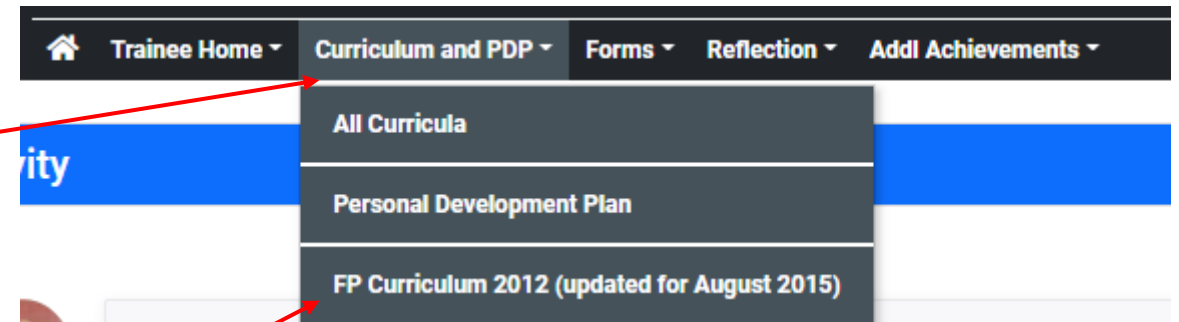 Trainee Home Curriculum and PDP Forms Reflection Addl Achievements
All Curricula
vity
Personal Development Plan
FP Curriculum 2012 (updated for August 2015)